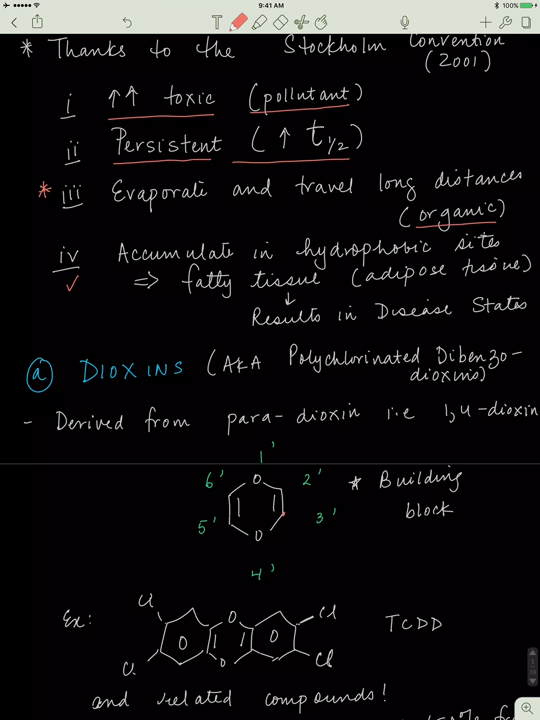 9:41 AM
100%
* Thanks to the Stockholm Convention
(2001)
i ↑↑ toxic (pollutant)
ii Persistent (↑ t1/2)
* iii Evaporate and travel long distances
(organic)
iv Accumulate in hydrophobic sites
✓ ⇒ fatty tissue (adipose tissue)
↓
Results in Disease States
a DIOXINS (AKA Polychlorinated Dibenzo-
dioxins)
- Derived from para-dioxin i.e 1,4-dioxin
1'
6' O 2' * Building
5' 3' block
O
4'
Ex: Cl O Cl TCDD
O O
Cl O Cl
and related compounds!